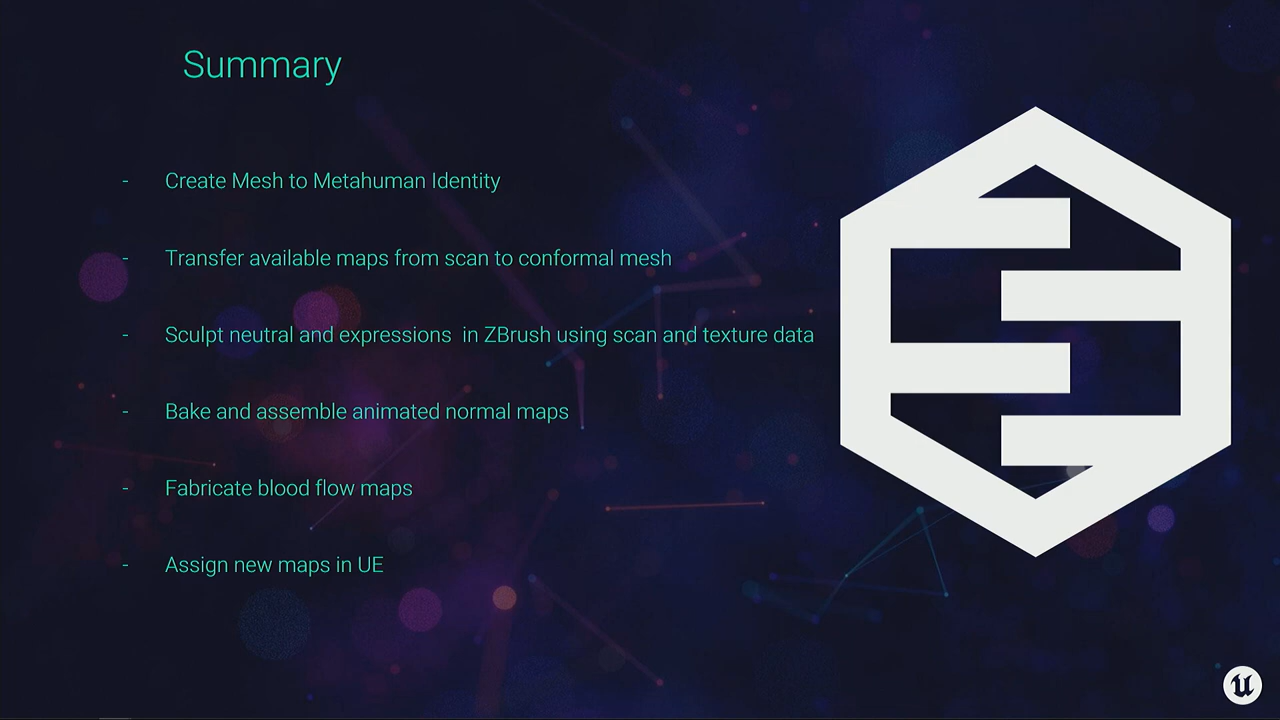 Summary
- Create Mesh to Metahuman Identity
- Transfer available maps from scan to conformal mesh
- Sculpt neutral and expressions  in ZBrush using scan and texture data
- Bake and assemble animated normal maps
- Fabricate blood flow maps
- Assign new maps in UE